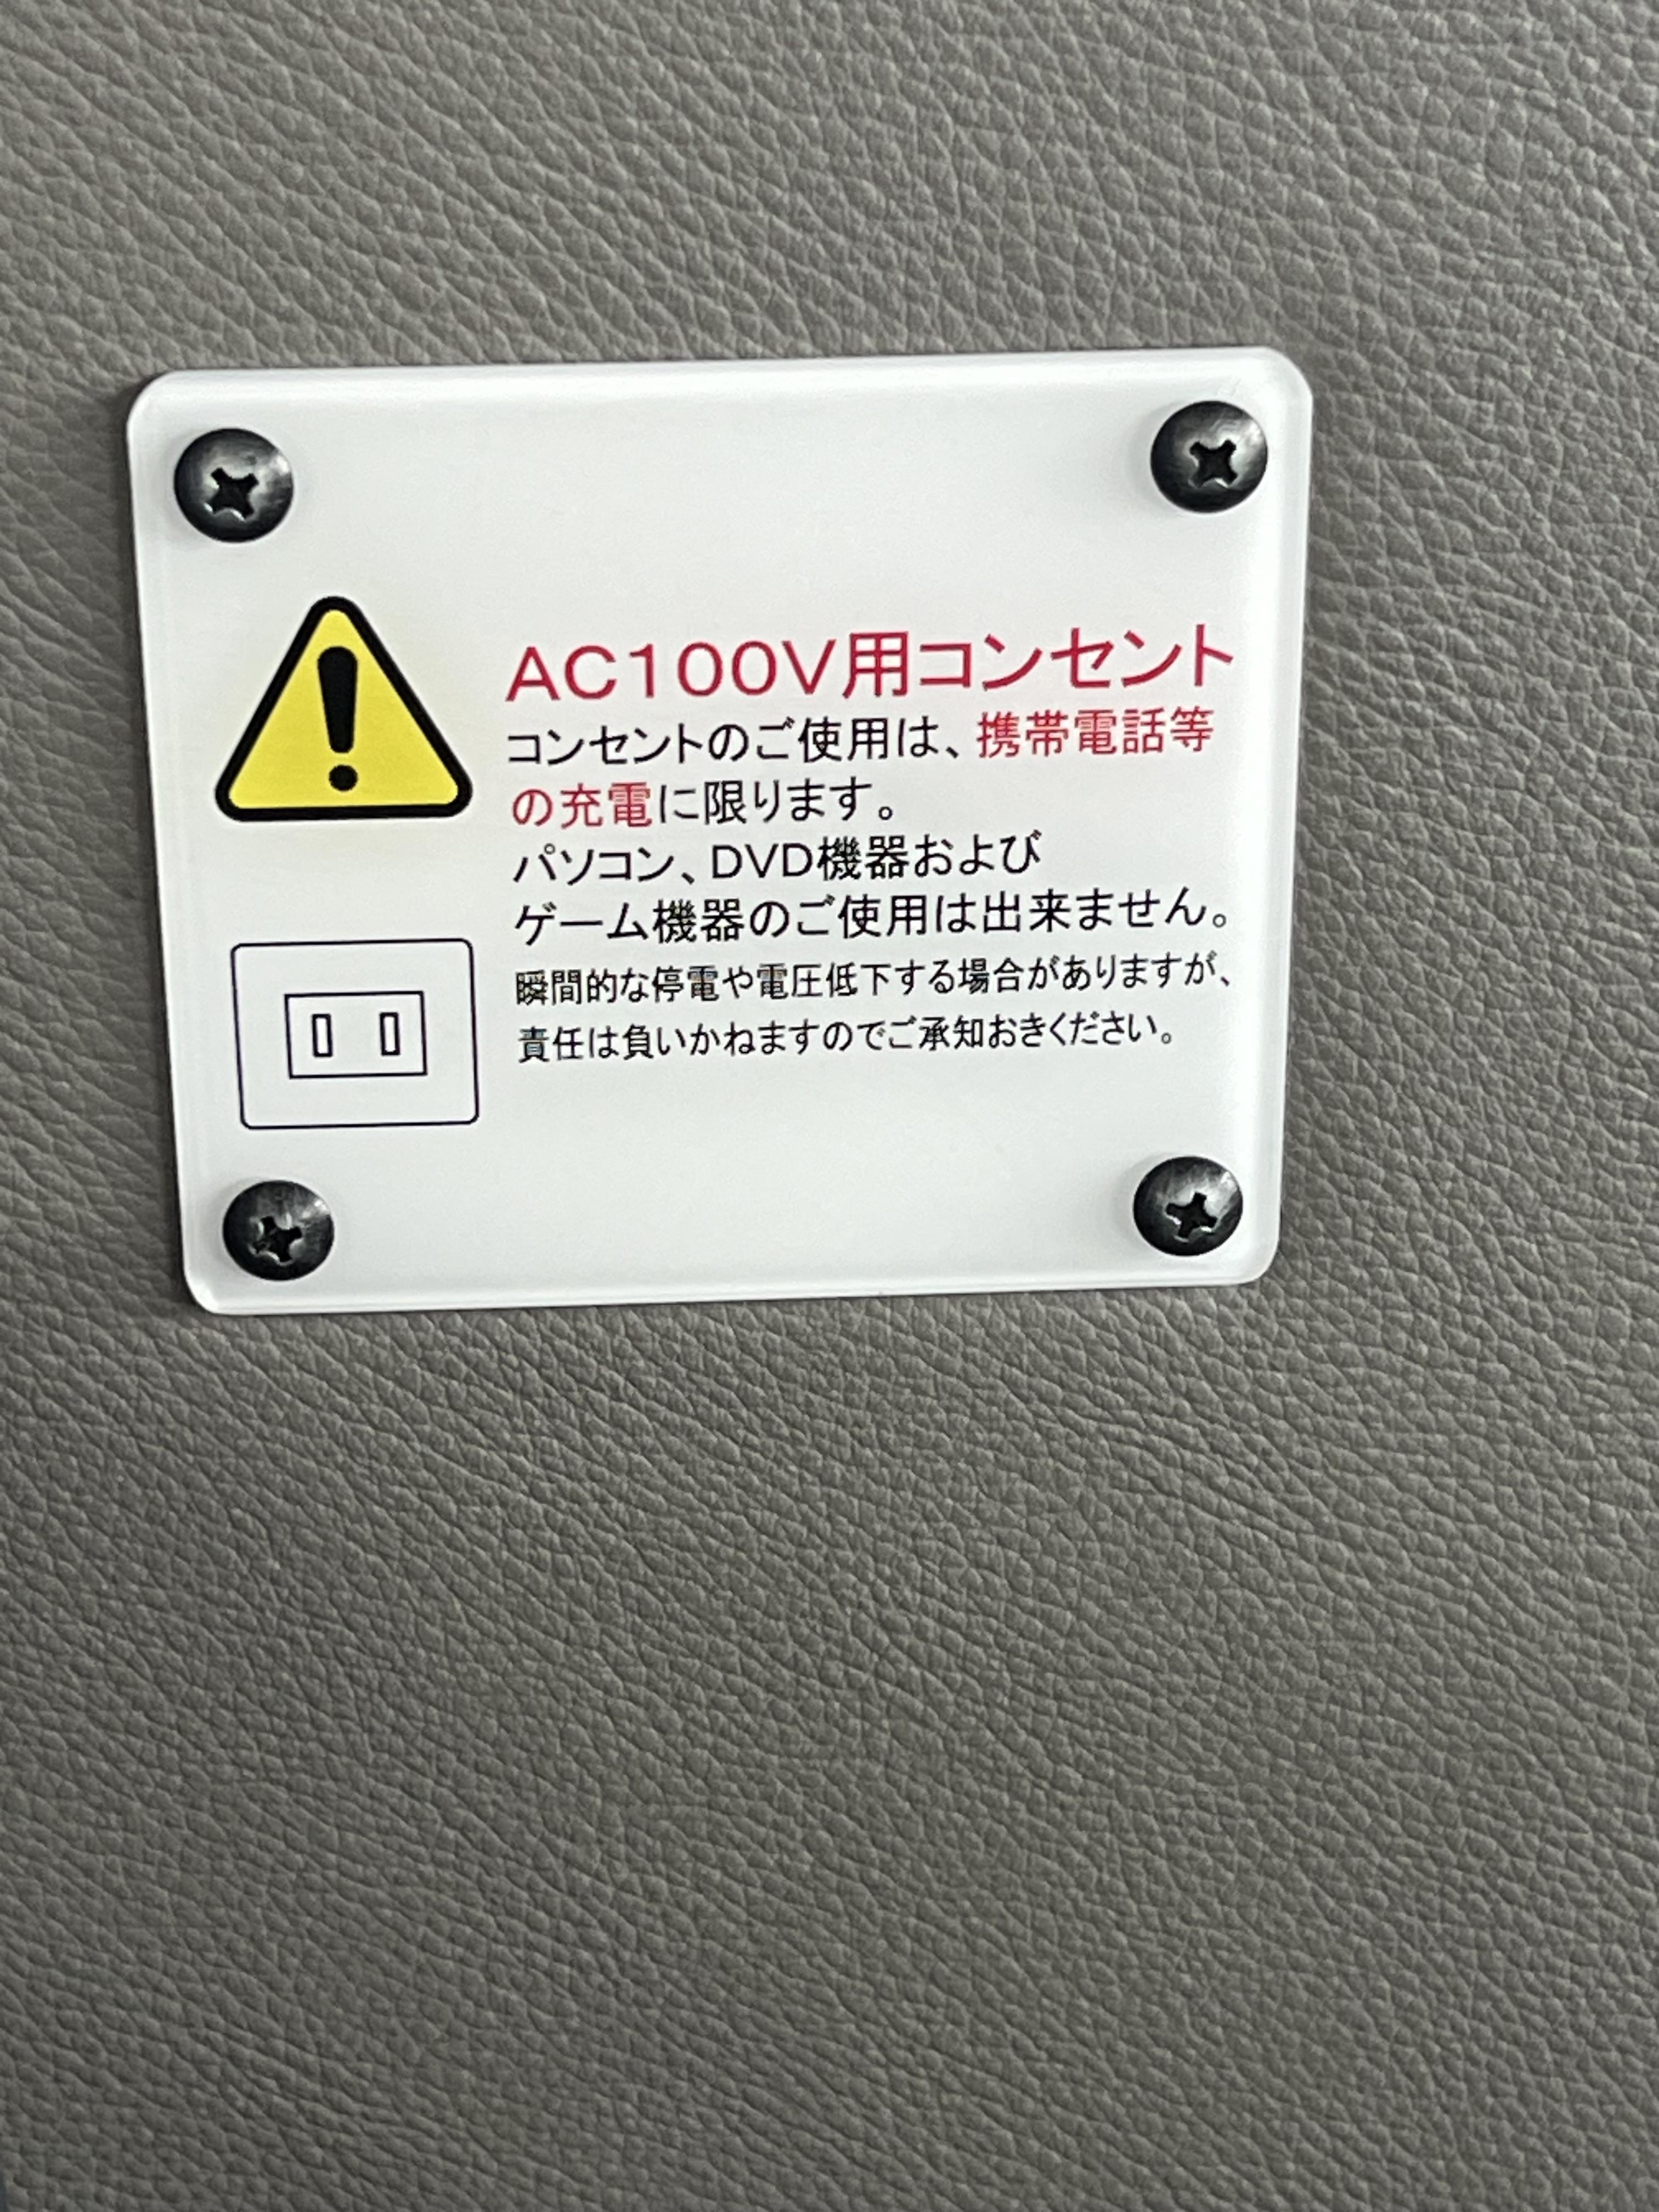 AC100V用コンセント
コンセントのご使用は、携帯電話等
の充電に限ります。
パソコン、DVD機器および
ゲーム機器のご使用は出来ません。
瞬間的な停電や電圧低下する場合がありますが、
責任は負いかねますのでご承知おきください。